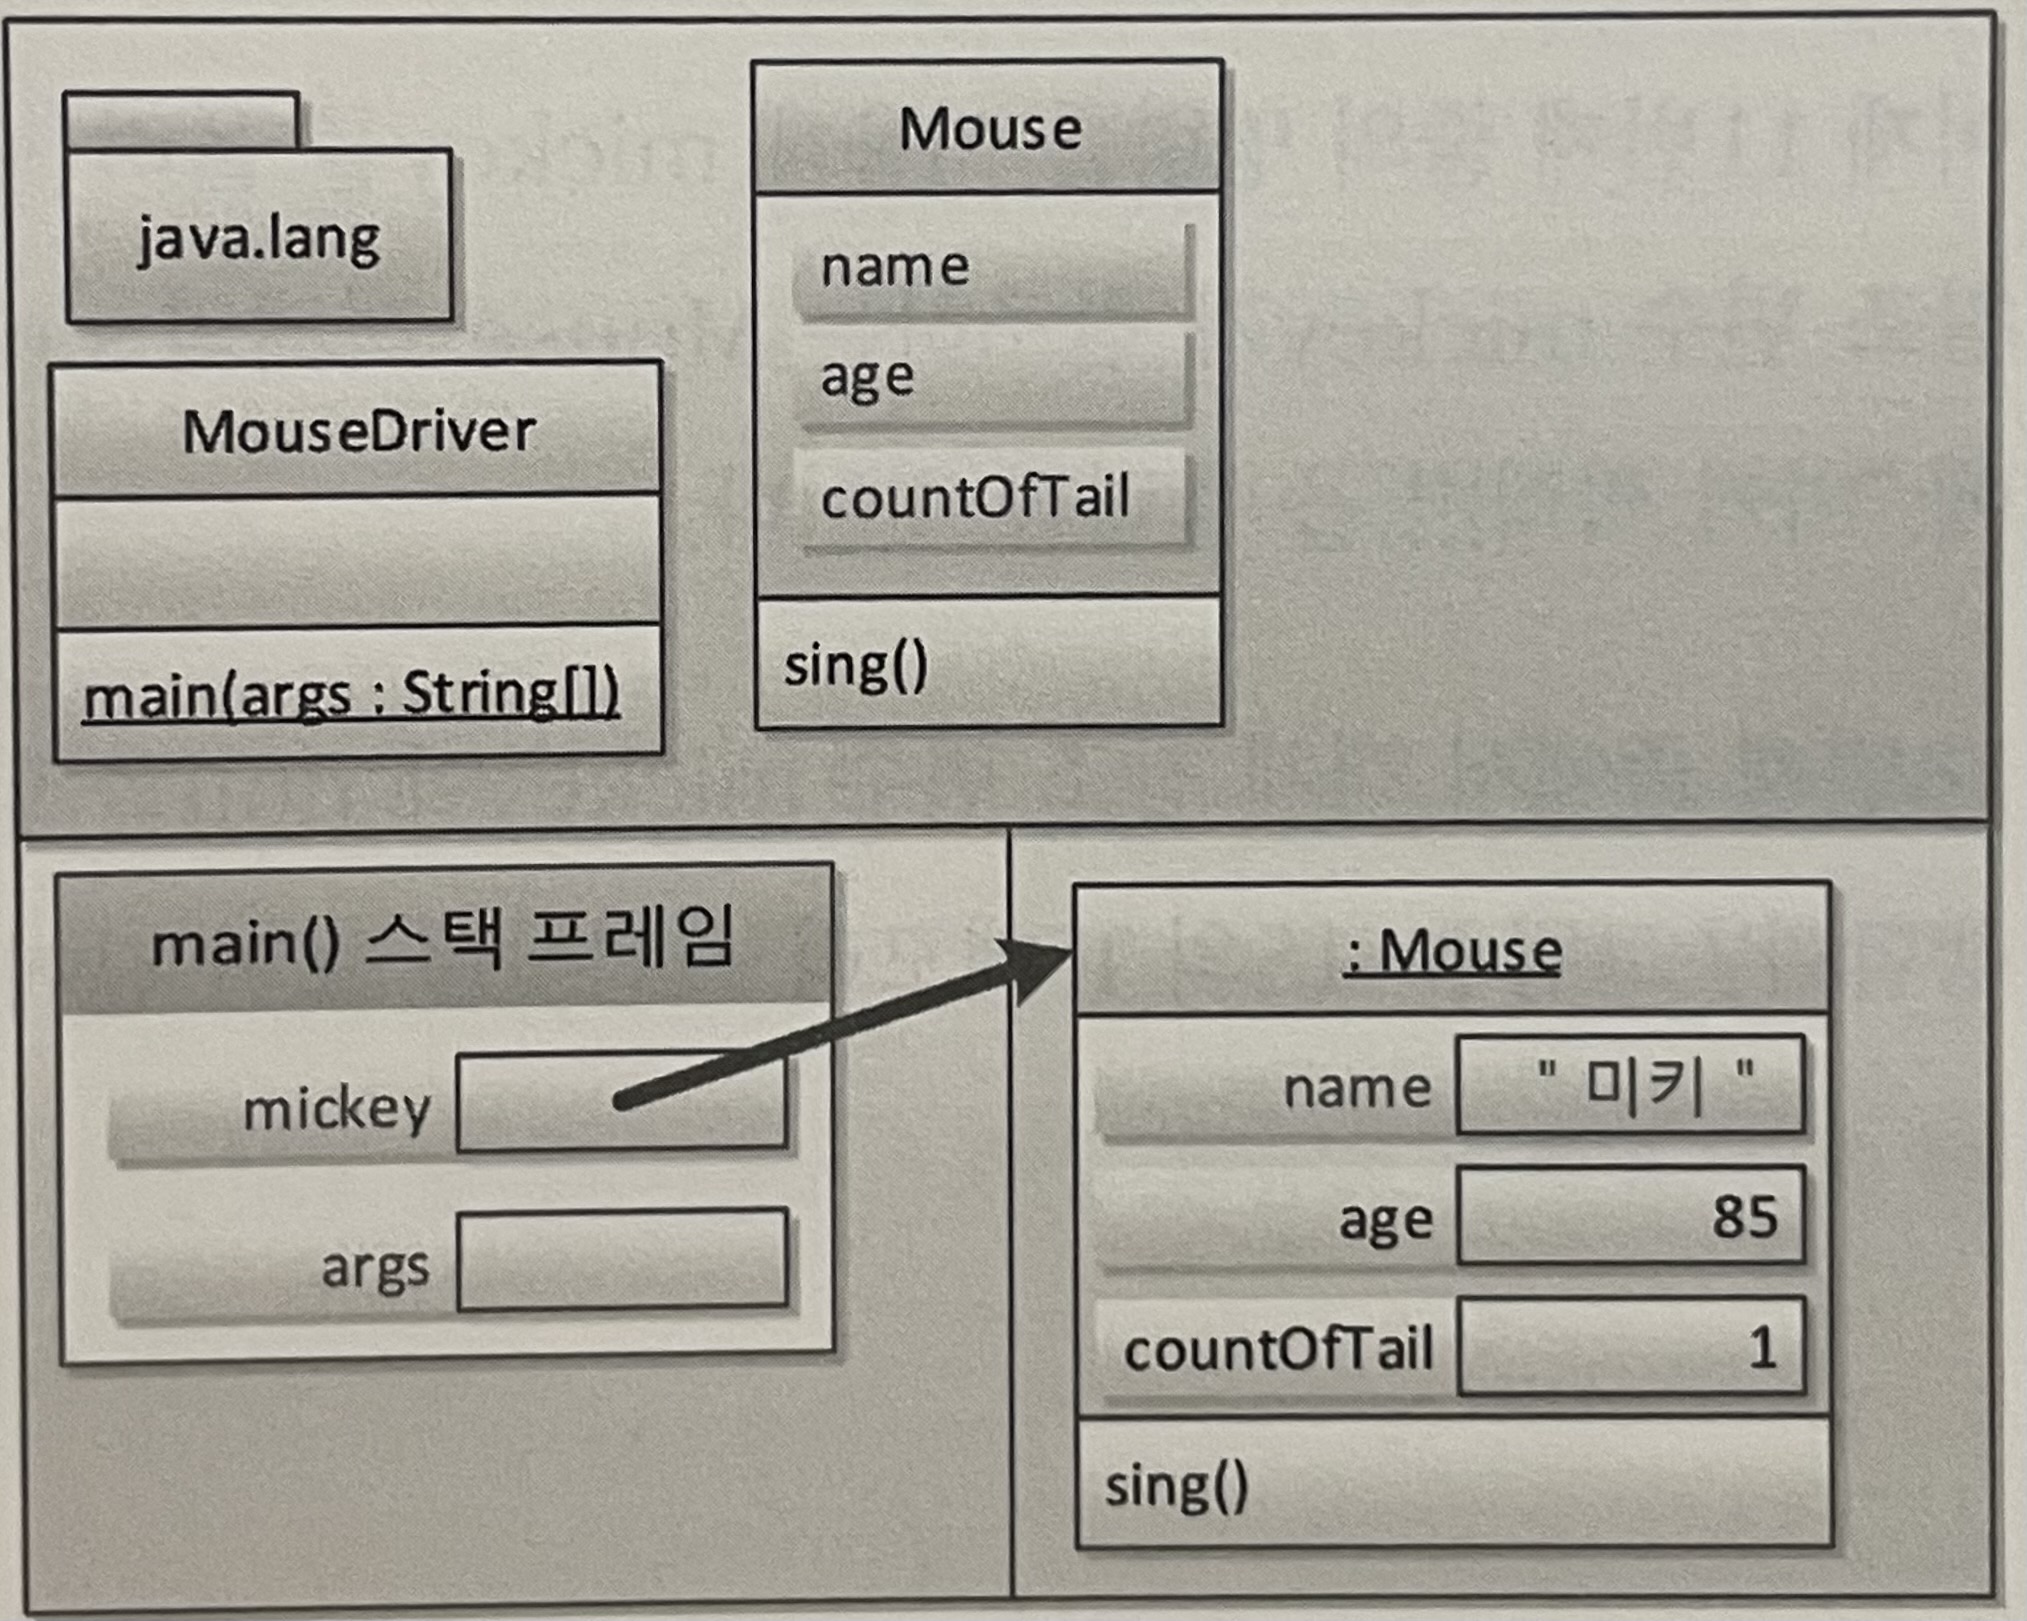 java.lang
MouseDriver
main(args : String[])
Mouse
name
age
countOfTail
sing()
main() 스택 프레임
mickey
args
: Mouse
name " 미키 "
age 85
countOfTail 1
sing()